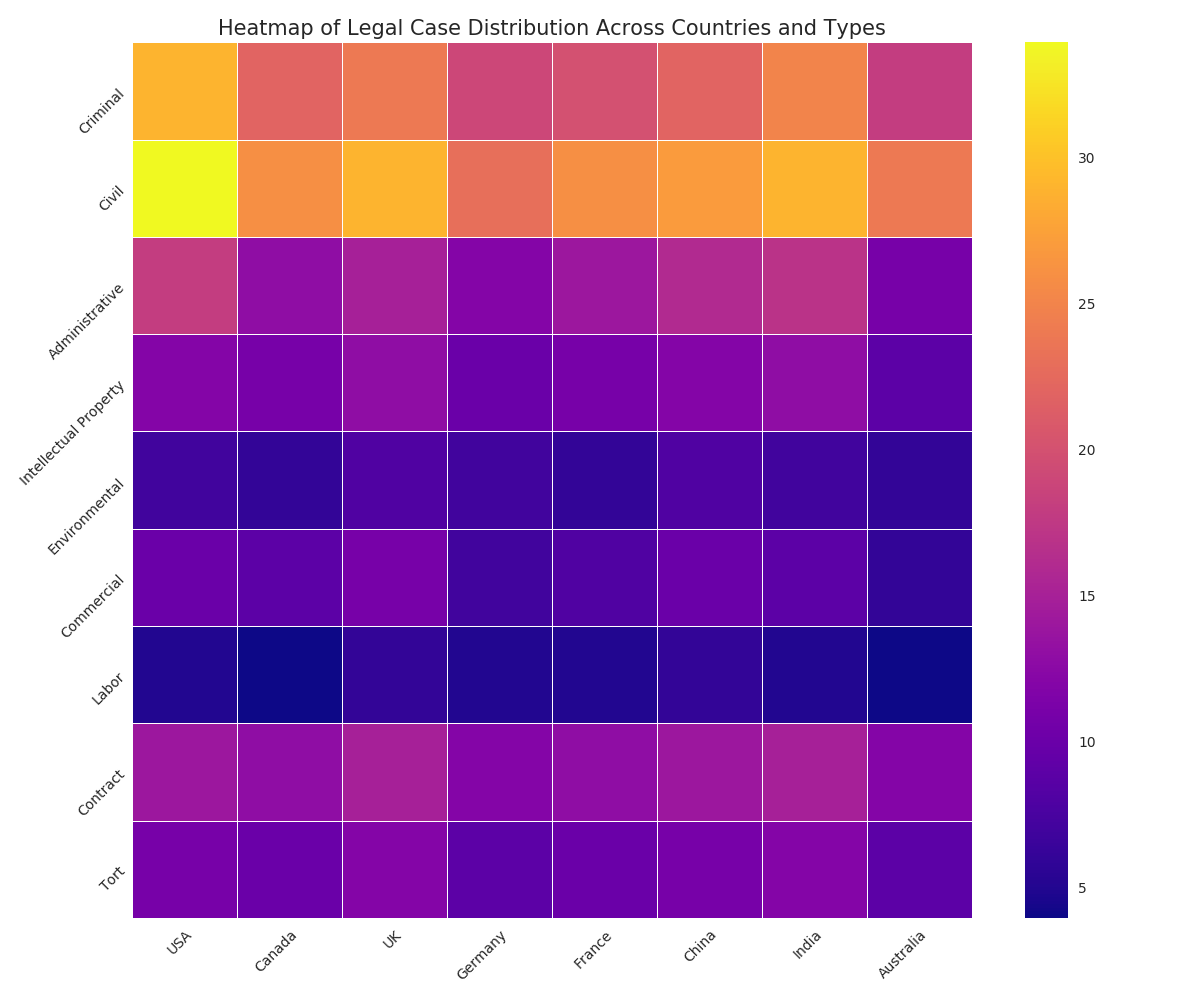 Heatmap of Legal Case Distribution Across Countries and Types
Criminal
Civil
Administrative
Intellectual Property
Environmental
Commercial
Labor
Contract
Tort
USA
Canada
UK
Germany
France
China
India
Australia
30
25
20
15
10
5